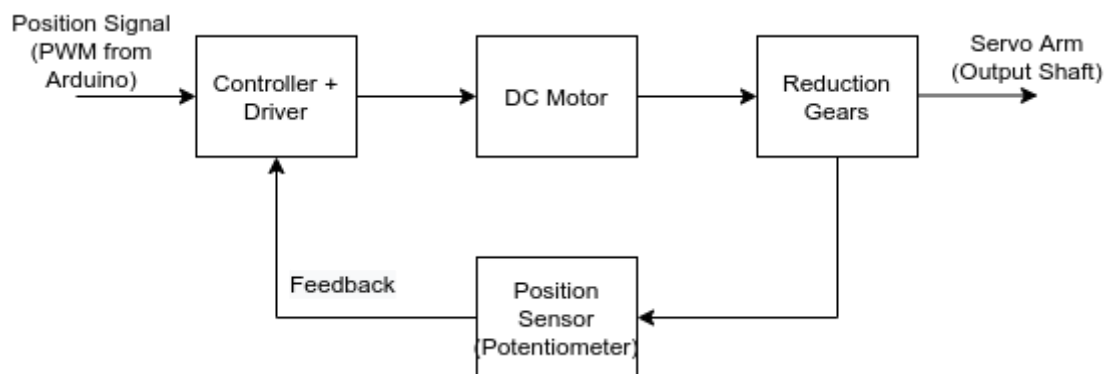 Position Signal
(PWM from
Arduino)
Controller +
Driver
DC Motor
Reduction
Gears
Servo Arm
(Output Shaft)
Feedback
Position
Sensor
(Potentiometer)